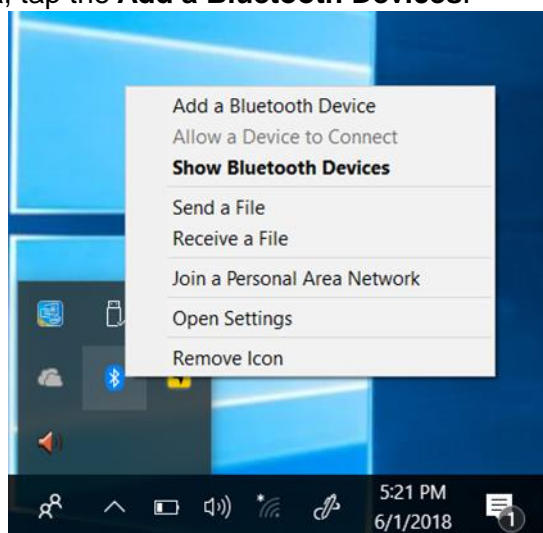 tap the Add a Bluetooth Devices.
Add a Bluetooth Device
Allow a Device to Connect
Show Bluetooth Devices
Send a File
Receive a File
Join a Personal Area Network
Open Settings
Remove Icon
5:21 PM
6/1/2018
1